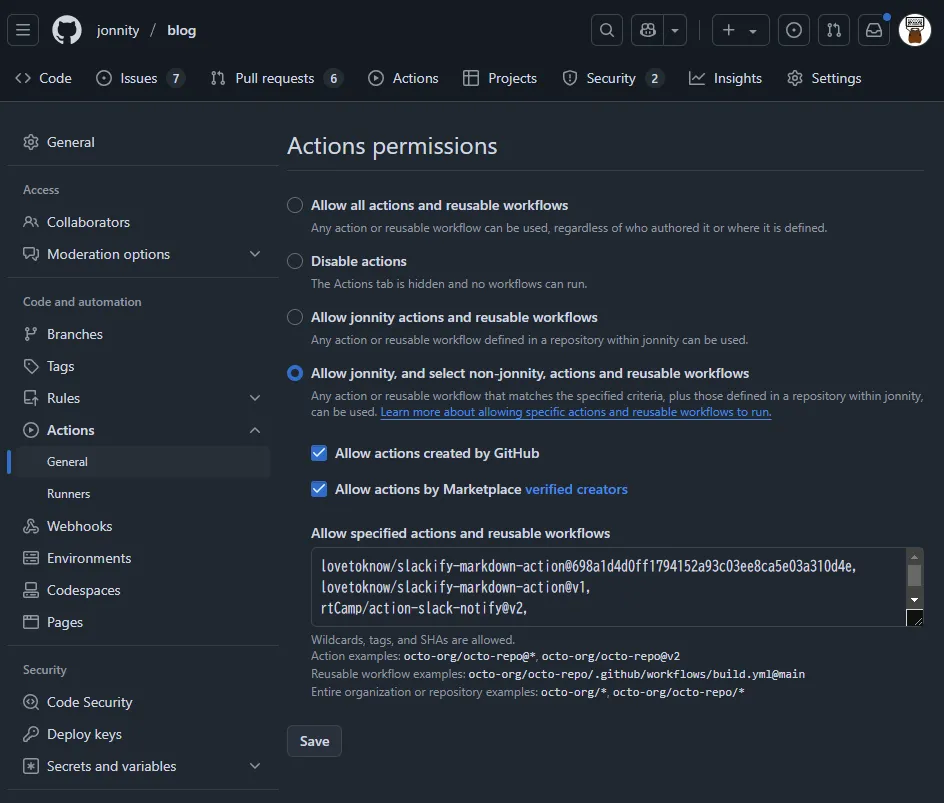 jonnity / blog
Code Issues 7 Pull requests 6 Actions Projects Security 2 Insights Settings
General
Access
Collaborators
Moderation options
Code and automation
Branches
Tags
Rules
Actions
General
Runners
Webhooks
Environments
Codespaces
Pages
Security
Code Security
Deploy keys
Secrets and variables
Actions permissions
Allow all actions and reusable workflows
Any action or reusable workflow can be used, regardless of who authored it or where it is defined.
Disable actions
The Actions tab is hidden and no workflows can run.
Allow jonnity actions and reusable workflows
Any action or reusable workflow defined in a repository within jonnity can be used.
Allow jonnity, and select non-jonnity, actions and reusable workflows
Any action or reusable workflow that matches the specified criteria, plus those defined in a repository within jonnity,
can be used. Learn more about allowing specific actions and reusable workflows to run.
Allow actions created by GitHub
Allow actions by Marketplace verified creators
Allow specified actions and reusable workflows
lovetoknow/slackify-markdown-action@698a1d4d0ff1794152a93c03ee8ca5e03a310d4e,
lovetoknow/slackify-markdown-action@v1,
rtCamp/action-slack-notify@v2,
Wildcards, tags, and SHAs are allowed.
Action examples: octo-org/octo-repo@*, octo-org/octo-repo@v2
Reusable workflow examples: octo-org/octo-repo/.github/workflows/build.yml@main
Entire organization or repository examples: octo-org/*, octo-org/octo-repo/*
Save